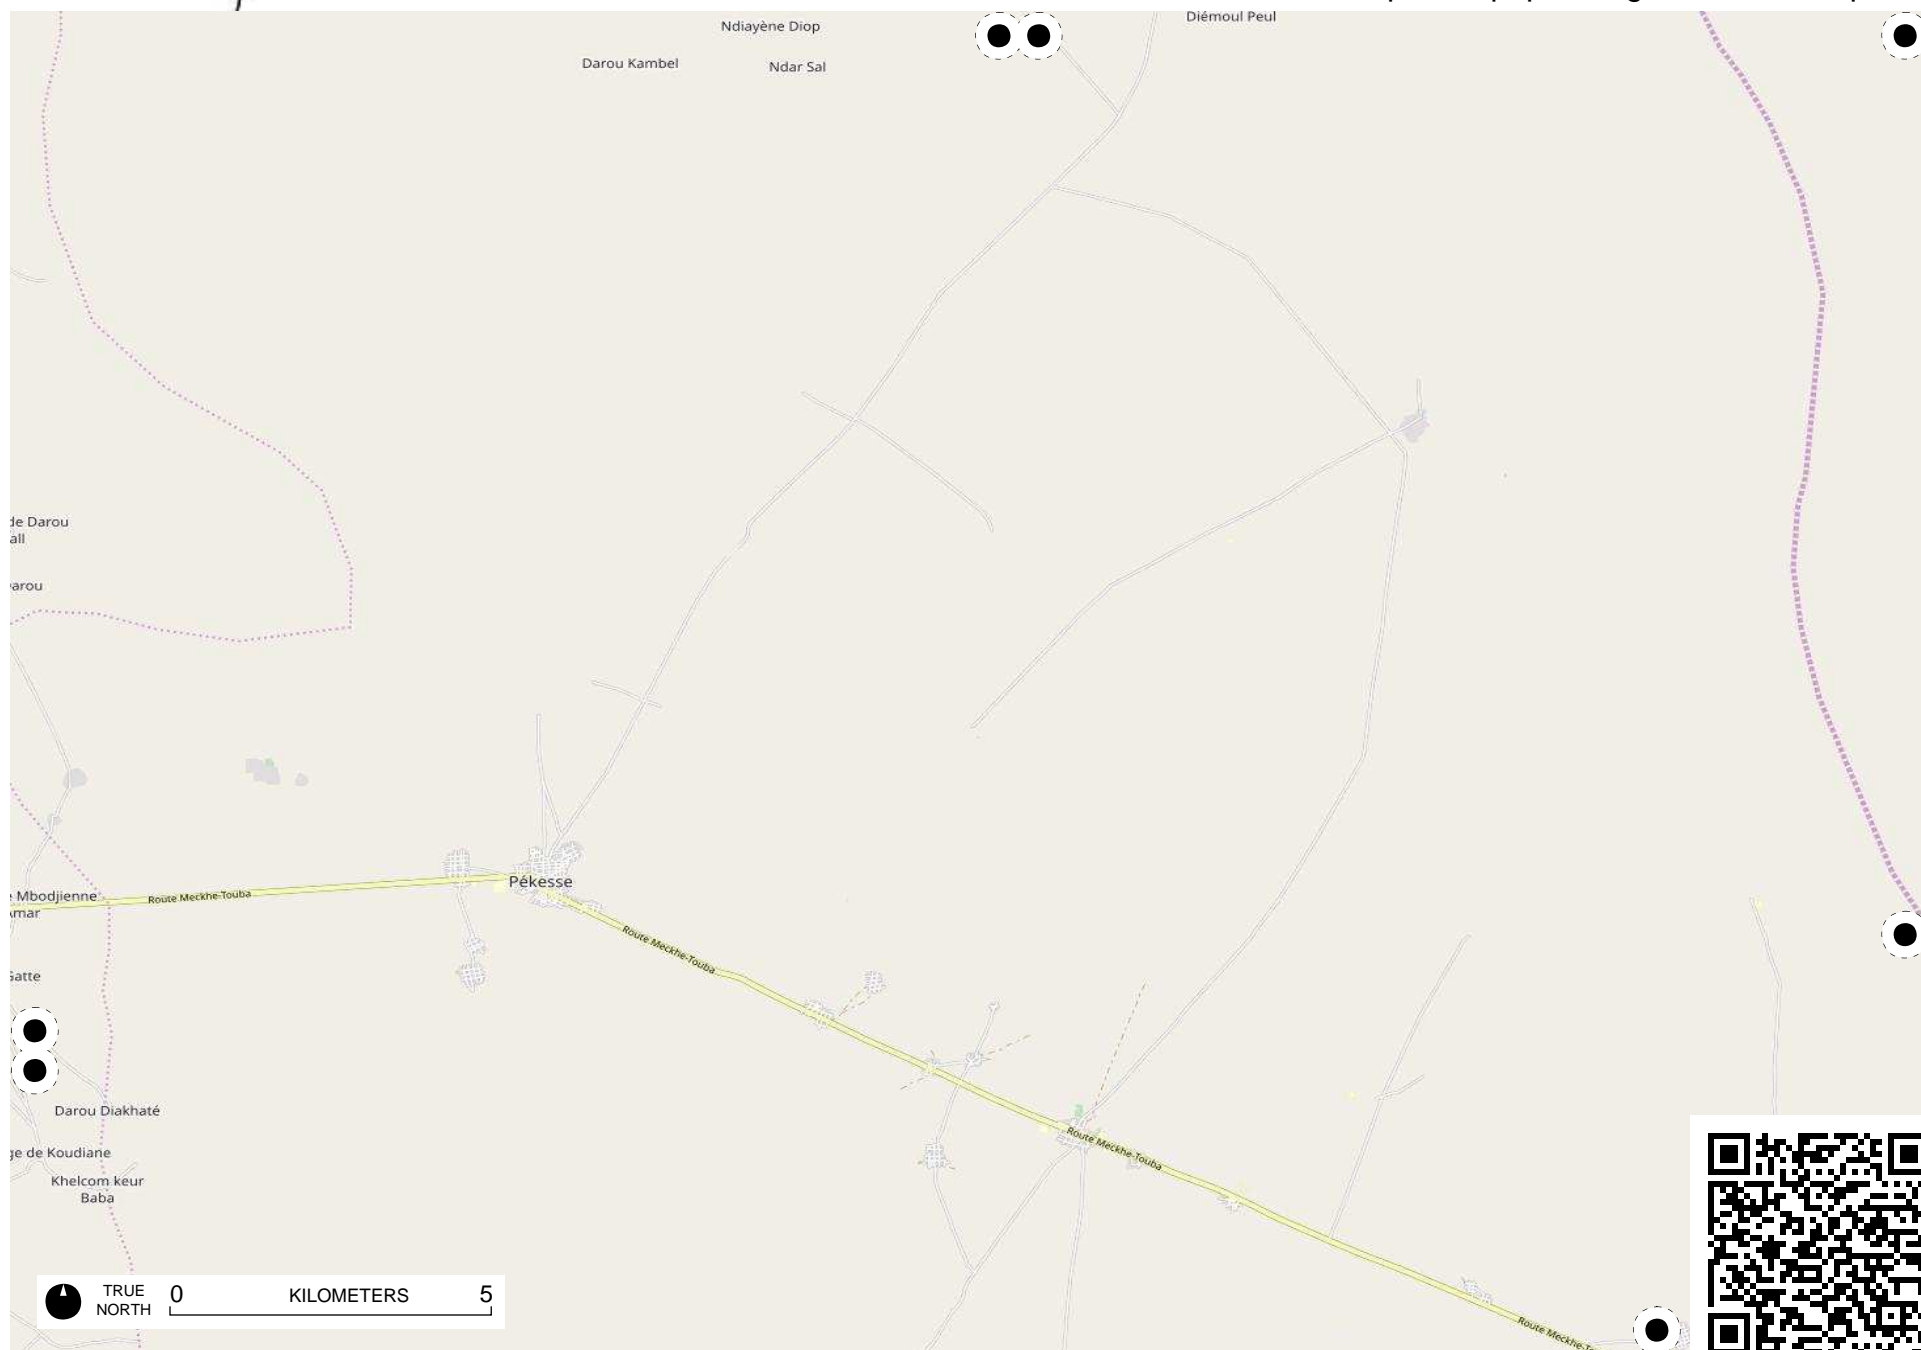 Diémoul Peul
Ndiayène Diop
Darou Kambel
Ndar Sal
de Darou
all
arou
Pékesse
Mbodjienne
Amar
Route Meckhe-Touba
Route Meckhe-Touba
Gatte
Darou Diakhaté
ge de Koudiane
Khelcom keur
Baba
Route Meckhe-Touba
Route Meckhe-T
TRUE
NORTH
0 KILOMETERS 5